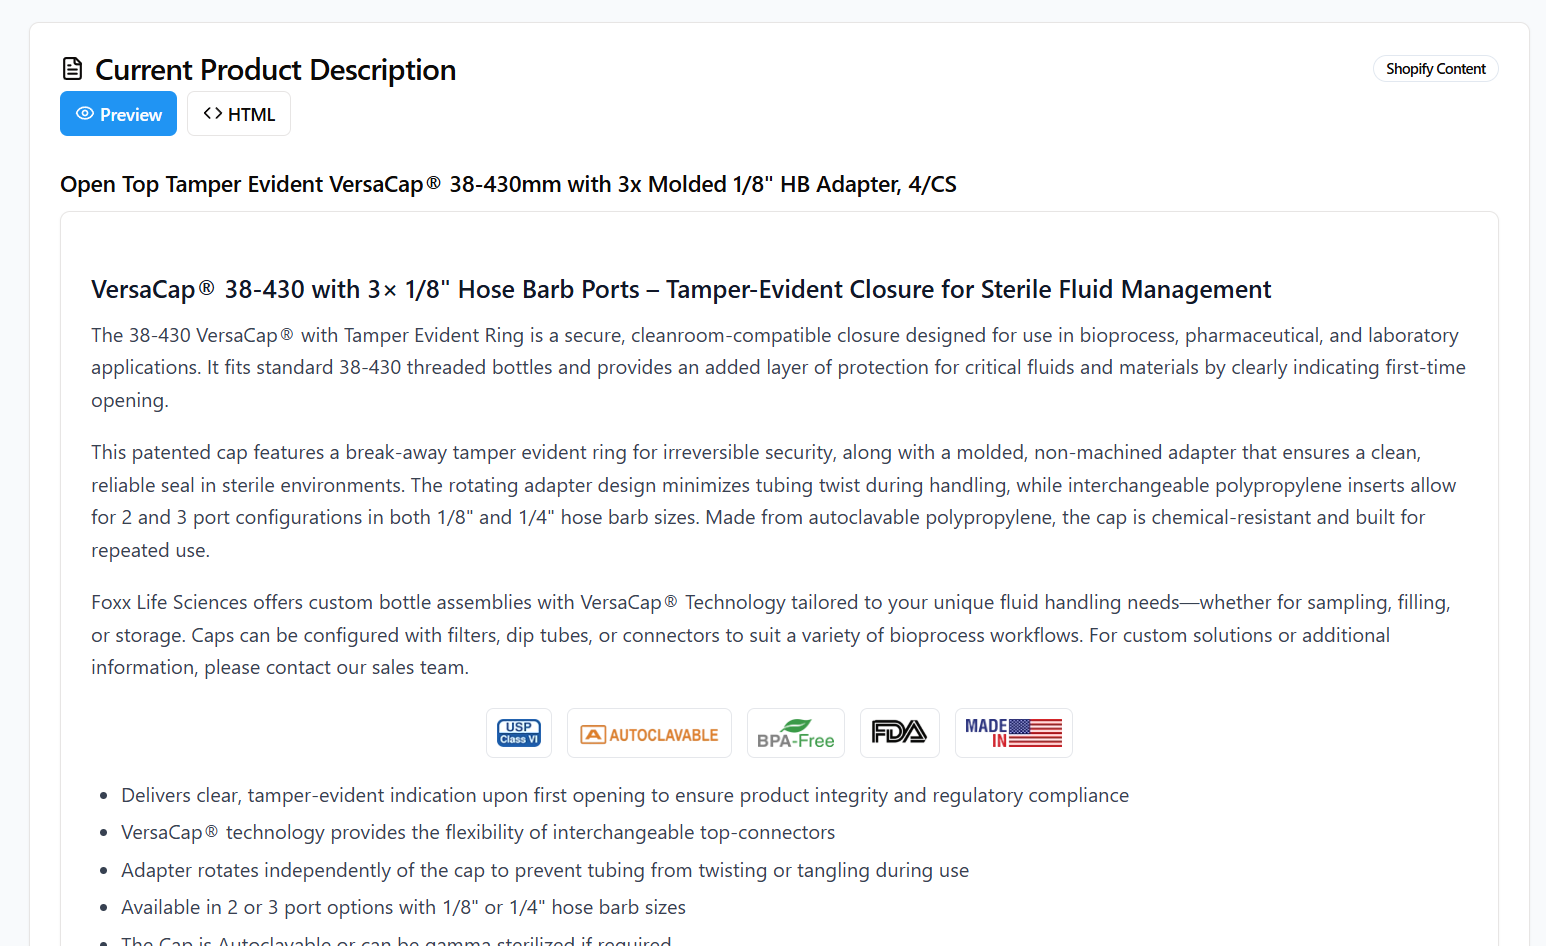 Current Product Description
Shopify Content
Preview
HTML
Open Top Tamper Evident VersaCap® 38-430mm with 3x Molded 1/8" HB Adapter, 4/CS
VersaCap® 38-430 with 3× 1/8" Hose Barb Ports – Tamper-Evident Closure for Sterile Fluid Management
The 38-430 VersaCap® with Tamper Evident Ring is a secure, cleanroom-compatible closure designed for use in bioprocess, pharmaceutical, and laboratory
applications. It fits standard 38-430 threaded bottles and provides an added layer of protection for critical fluids and materials by clearly indicating first-time
opening.
This patented cap features a break-away tamper evident ring for irreversible security, along with a molded, non-machined adapter that ensures a clean,
reliable seal in sterile environments. The rotating adapter design minimizes tubing twist during handling, while interchangeable polypropylene inserts allow
for 2 and 3 port configurations in both 1/8" and 1/4" hose barb sizes. Made from autoclavable polypropylene, the cap is chemical-resistant and built for
repeated use.
Foxx Life Sciences offers custom bottle assemblies with VersaCap® Technology tailored to your unique fluid handling needs—whether for sampling, filling,
or storage. Caps can be configured with filters, dip tubes, or connectors to suit a variety of bioprocess workflows. For custom solutions or additional
information, please contact our sales team.
USP
Class VI
A AUTOCLAVABLE
BPA-Free
FDA
MADE
IN
• Delivers clear, tamper-evident indication upon first opening to ensure product integrity and regulatory compliance
• VersaCap® technology provides the flexibility of interchangeable top-connectors
• Adapter rotates independently of the cap to prevent tubing from twisting or tangling during use
• Available in 2 or 3 port options with 1/8" or 1/4" hose barb sizes
• The Cap is Autoclavable or can be gamma sterilized if required